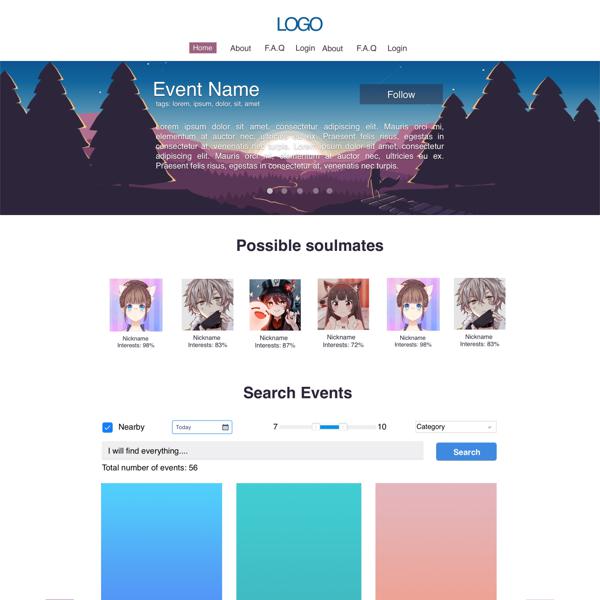 LOGO
Home About F.A.Q Login About F.A.Q Login
Event Name
tags: lorem, ipsum, dolor, sit, amet
Follow
Lorem ipsum dolor sit amet, consectetur adipiscing elit. Mauris orci mi,
elementum at auctor nec, ultricies eu ex. Praesent felis risus, egestas in
consectetur at, venenatis nec turpis. Lorem ipsum dolor sit amet, consectetur
adipiscing elit. Mauris orci mi, elementum at auctor nec, ultricies eu ex.
Praesent felis risus, egestas in consectetur at, venenatis nec turpis.
Possible soulmates
Nickname Nickname Nickname Nickname Nickname Nickname
Interests: 98% Interests: 83% Interests: 87% Interests: 72% Interests: 98% Interests: 83%
Search Events
Nearby Today 7 10 Category
I will find everything.... Search
Total number of events: 56